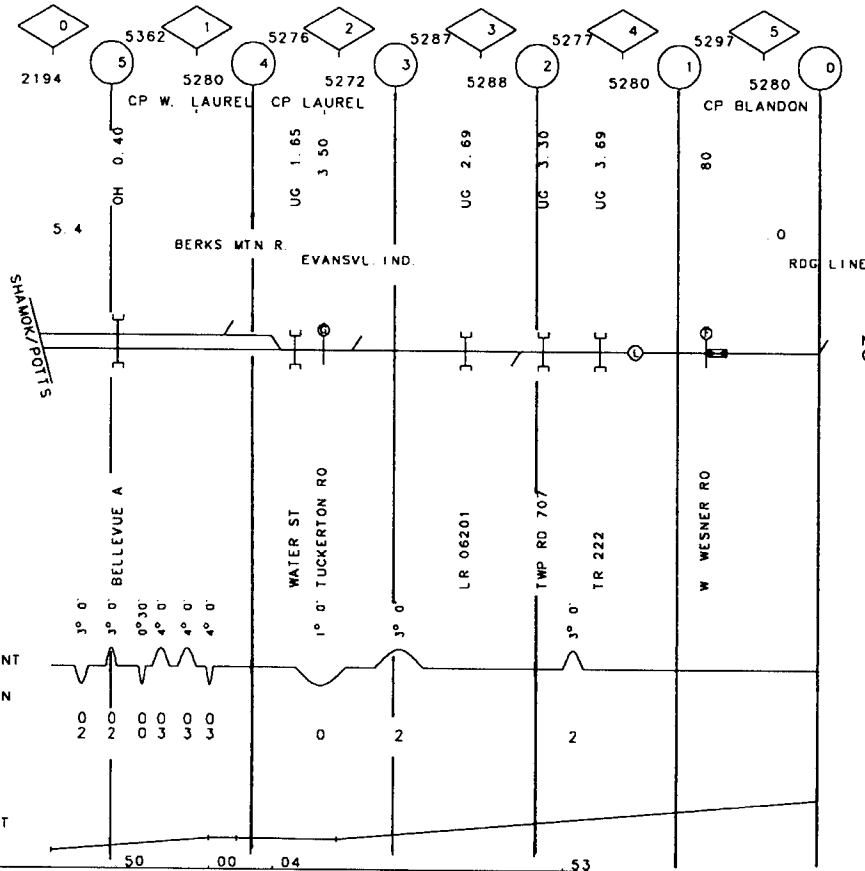 0 1 2 3 4 5
5362 5276 5287 5277 5297
5 4 3 2 1 0
2194 5280 5272 5288 5280 5280
CP W. LAUREL CP LAUREL CP BLANDON
OH 0.40
UG 1.65
3 50
UG 2.69
UG 3.30
UG 3.69
80
5.4
.0
BERKS MTN R.
EVANSVL. IND.
RDG LINE
SHAMOK/POTTS
G
L
BELLEVUE A
WATER ST
TUCKERTON RO
LR 06201
TWP RD 707
TR 222
W WESNER RO
3° 0' 3° 0' 0°30' 4° 0' 4° 0' 4° 0' 1° 0' 3° 0' 3° 0'
NT
N
0 0 0 0 0 0
2 2 0 3 3 3
0 2 2
T
.50 .00 .04 .53